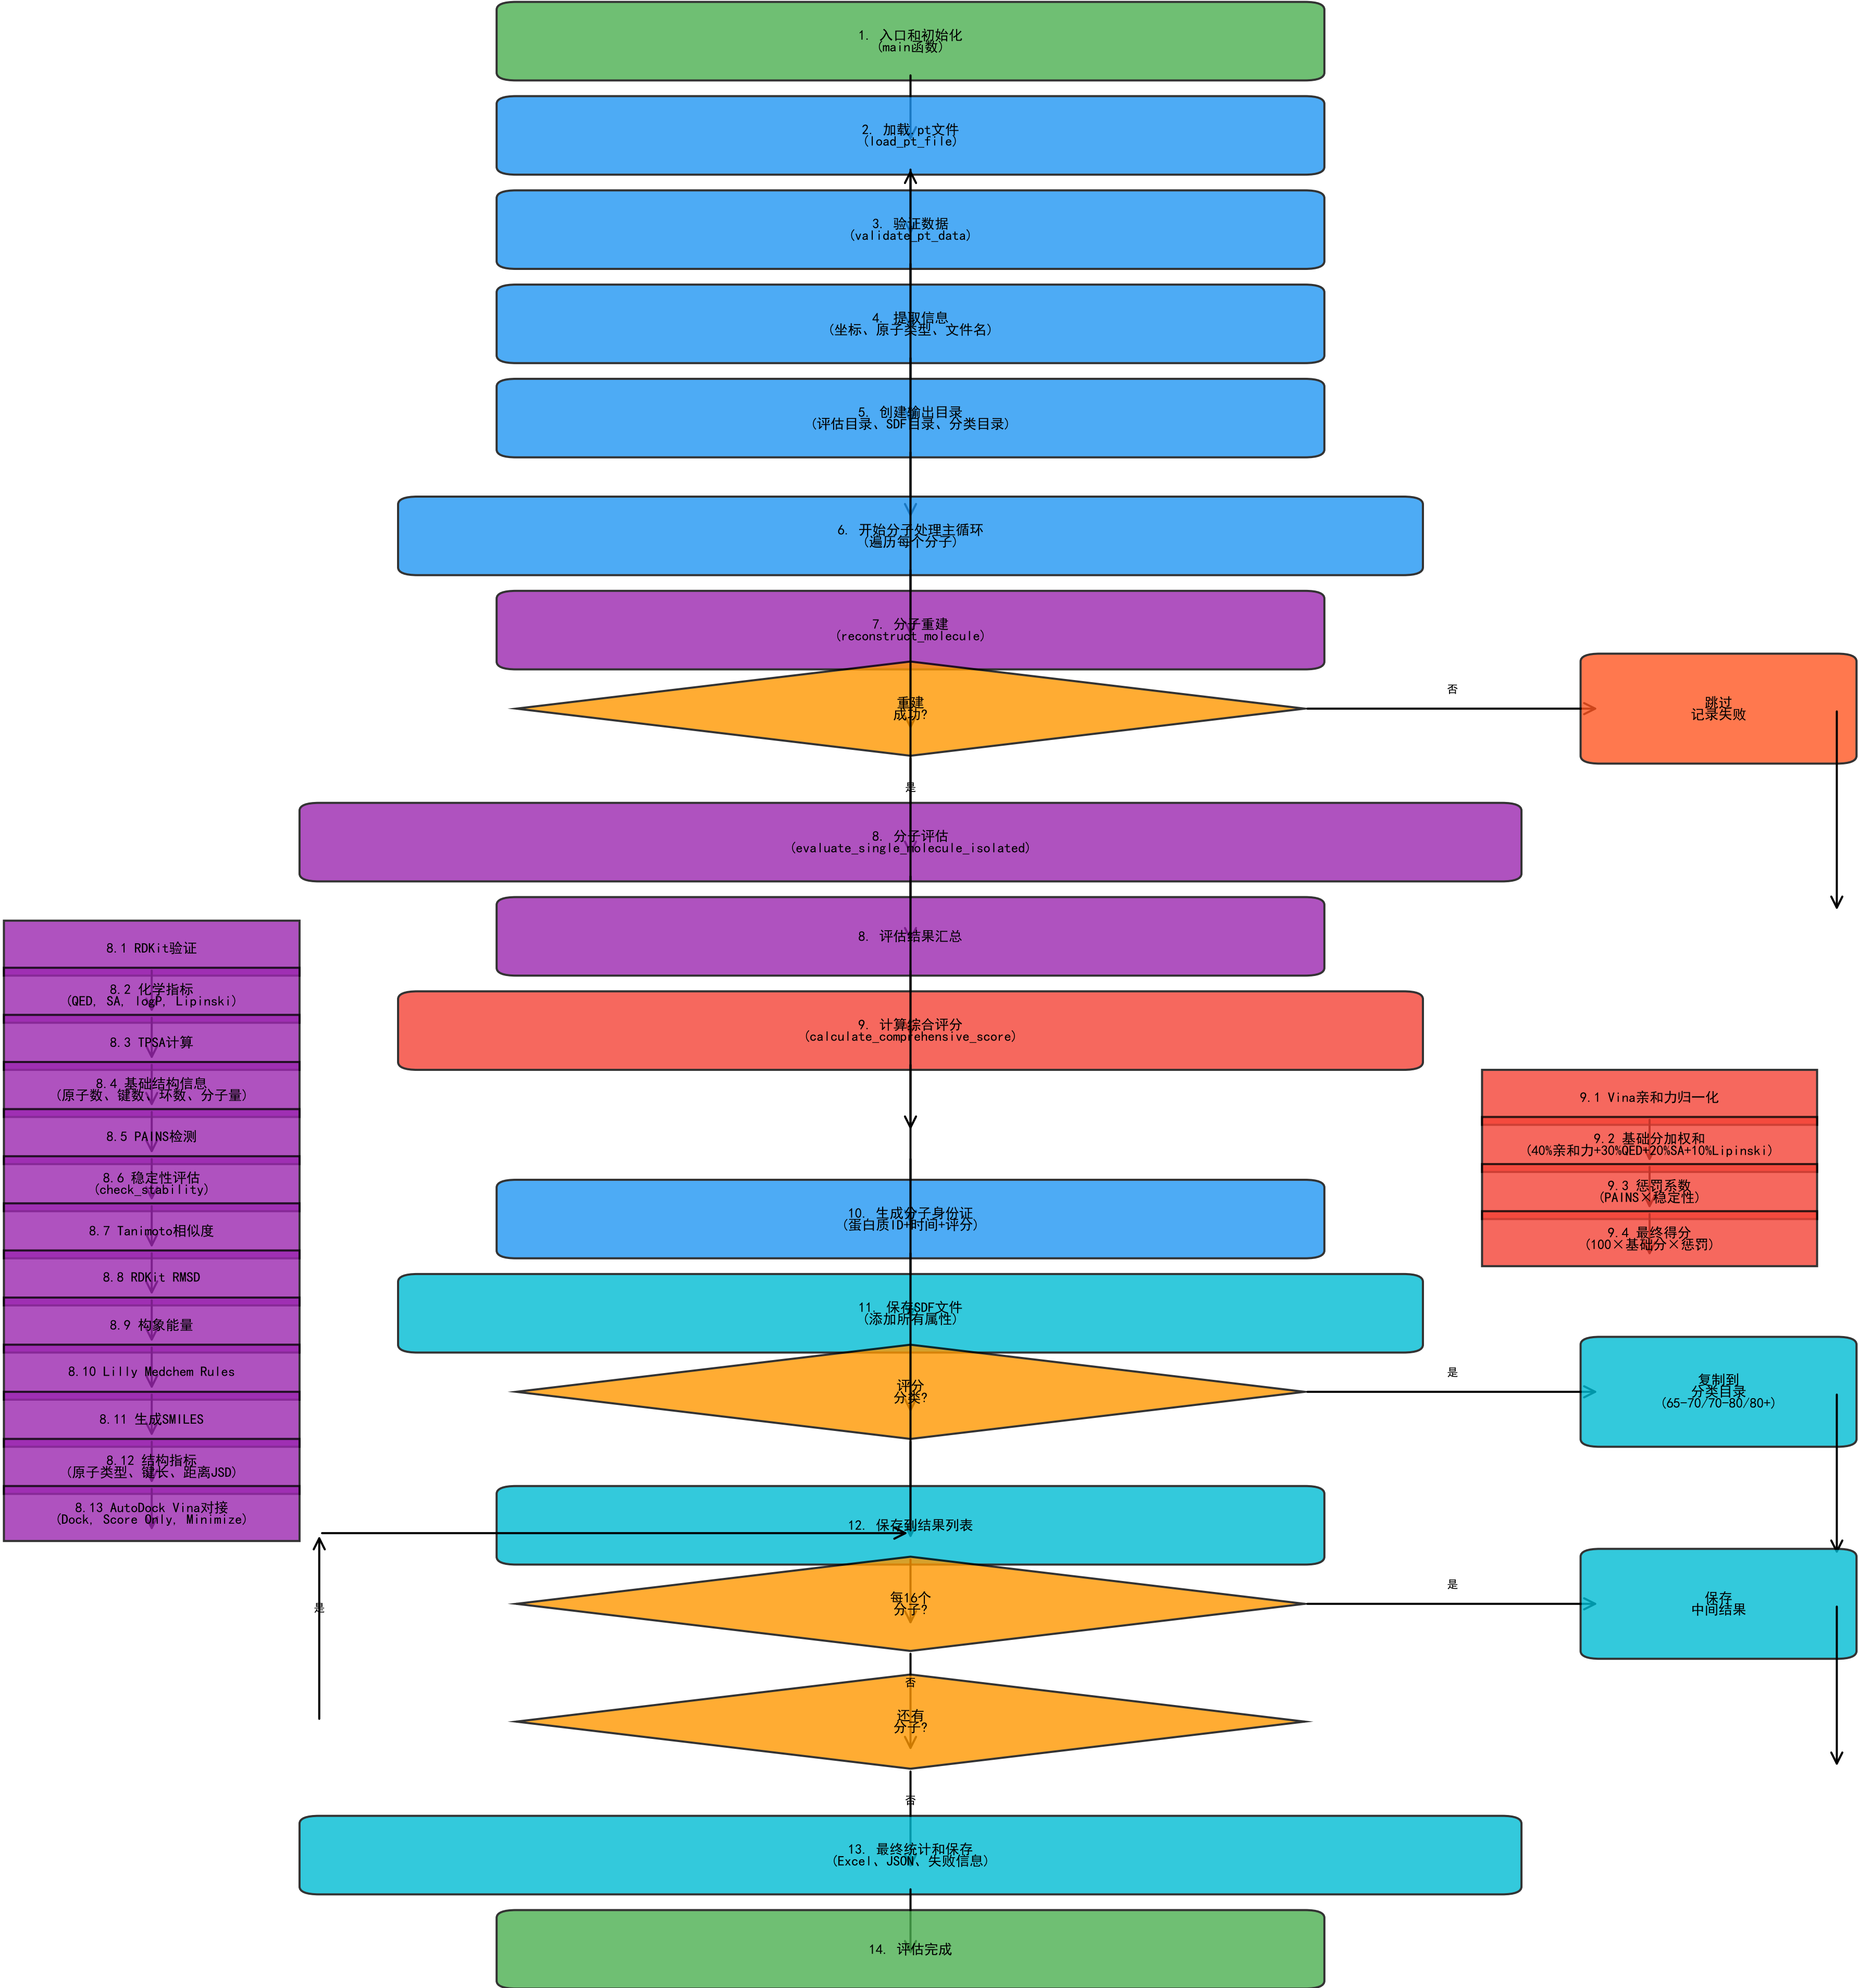 1. 入口和初始化
(main函数)
2. 加载pt文件
(load_pt_file)
3. 验证数据
(validate_pt_data)
4. 提取信息
(坐标、原子类型、文件名)
5. 创建输出目录
(评估目录、SDF目录、分类目录)
6. 开始分子处理主循环
(遍历每个分子)
7. 分子重建
(reconstruct_molecule)
重建
成功?
否
跳过
记录失败
是
8. 分子评估
(evaluate_single_molecule_isolated)
8. 评估结果汇总
8.1 RDKit验证
8.2 化学指标
(QED, SA, logP, Lipinski)
8.3 TPSA计算
8.4 基础结构信息
(原子数、键数、环数、分子量)
8.5 PAINS检测
8.6 稳定性评估
(check_stability)
8.7 Tanimoto相似度
8.8 RDKit RMSD
8.9 构象能量
8.10 Lilly Medchem Rules
8.11 生成SMILES
8.12 结构指标
(原子类型、键长、距离JSD)
8.13 AutoDock Vina对接
(Dock, Score Only, Minimize)
9. 计算综合评分
(calculate_comprehensive_score)
9.1 Vina亲和力归一化
9.2 基础分加权和
(40%亲和力+30%QED+20%SA+10%Lipinski)
9.3 惩罚系数
(PAINS×稳定性)
9.4 最终得分
(100×基础分×惩罚)
10. 生成分子身份证
(蛋白质ID+时间+评分)
11. 保存SDF文件
(添加所有属性)
评分
分类?
是
复制到
分类目录
(65-70/70-80/80+)
12. 保存到结果列表
每16个
分子?
是
保存
中间结果
否
还有
分子?
是
否
13. 最终统计和保存
(Excel、JSON、失败信息)
14. 评估完成